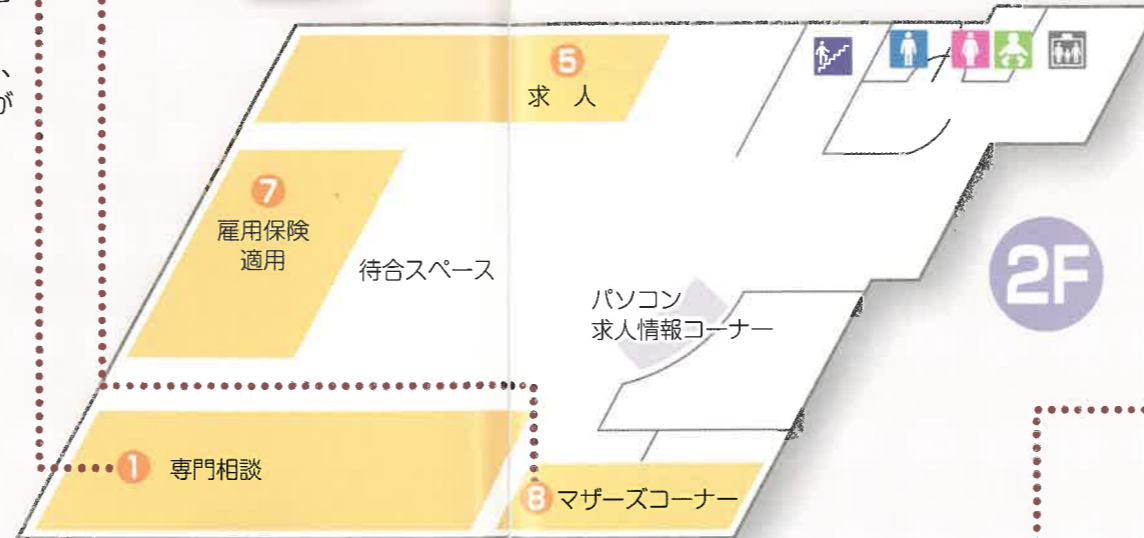 、
が
5
求 人
7
雇用保険
適用
待合スペース
パソコン
求人情報コーナー
2F
1 専門相談
8 マザーズコーナー